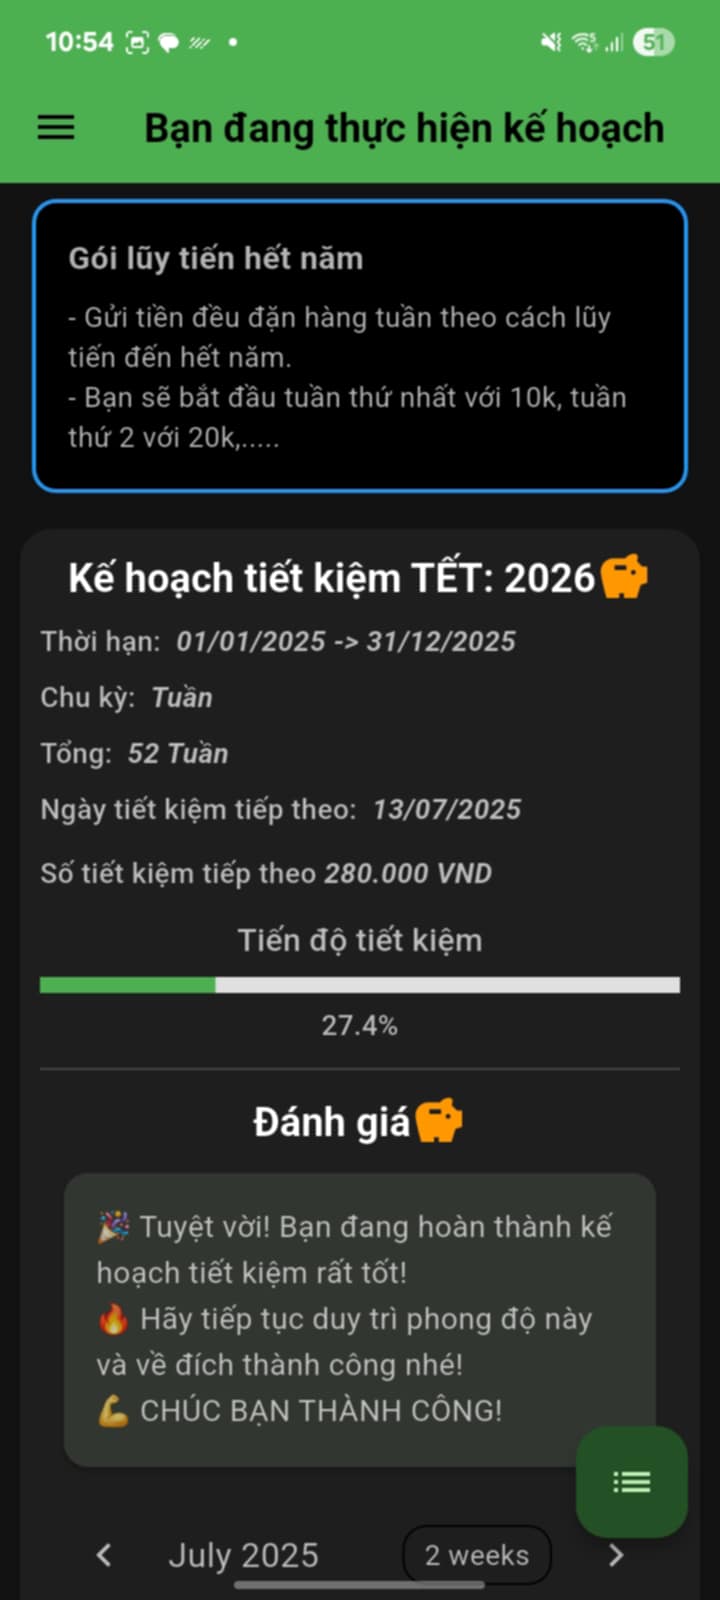 10:54
51
Bạn đang thực hiện kế hoạch
Gói lũy tiến hết năm
- Gửi tiền đều đặn hàng tuần theo cách lũy
tiến đến hết năm.
- Bạn sẽ bắt đầu tuần thứ nhất với 10k, tuần
thứ 2 với 20k,.....
Kế hoạch tiết kiệm TẾT: 2026
Thời hạn: 01/01/2025 -> 31/12/2025
Chu kỳ: Tuần
Tổng: 52 Tuần
Ngày tiết kiệm tiếp theo: 13/07/2025
Số tiết kiệm tiếp theo 280.000 VND
Tiến độ tiết kiệm
27.4%
Đánh giá
🎉 Tuyệt vời! Bạn đang hoàn thành kế
hoạch tiết kiệm rất tốt!
🔥 Hãy tiếp tục duy trì phong độ này
và về đích thành công nhé!
💪 CHÚC BẠN THÀNH CÔNG!
July 2025
2 weeks